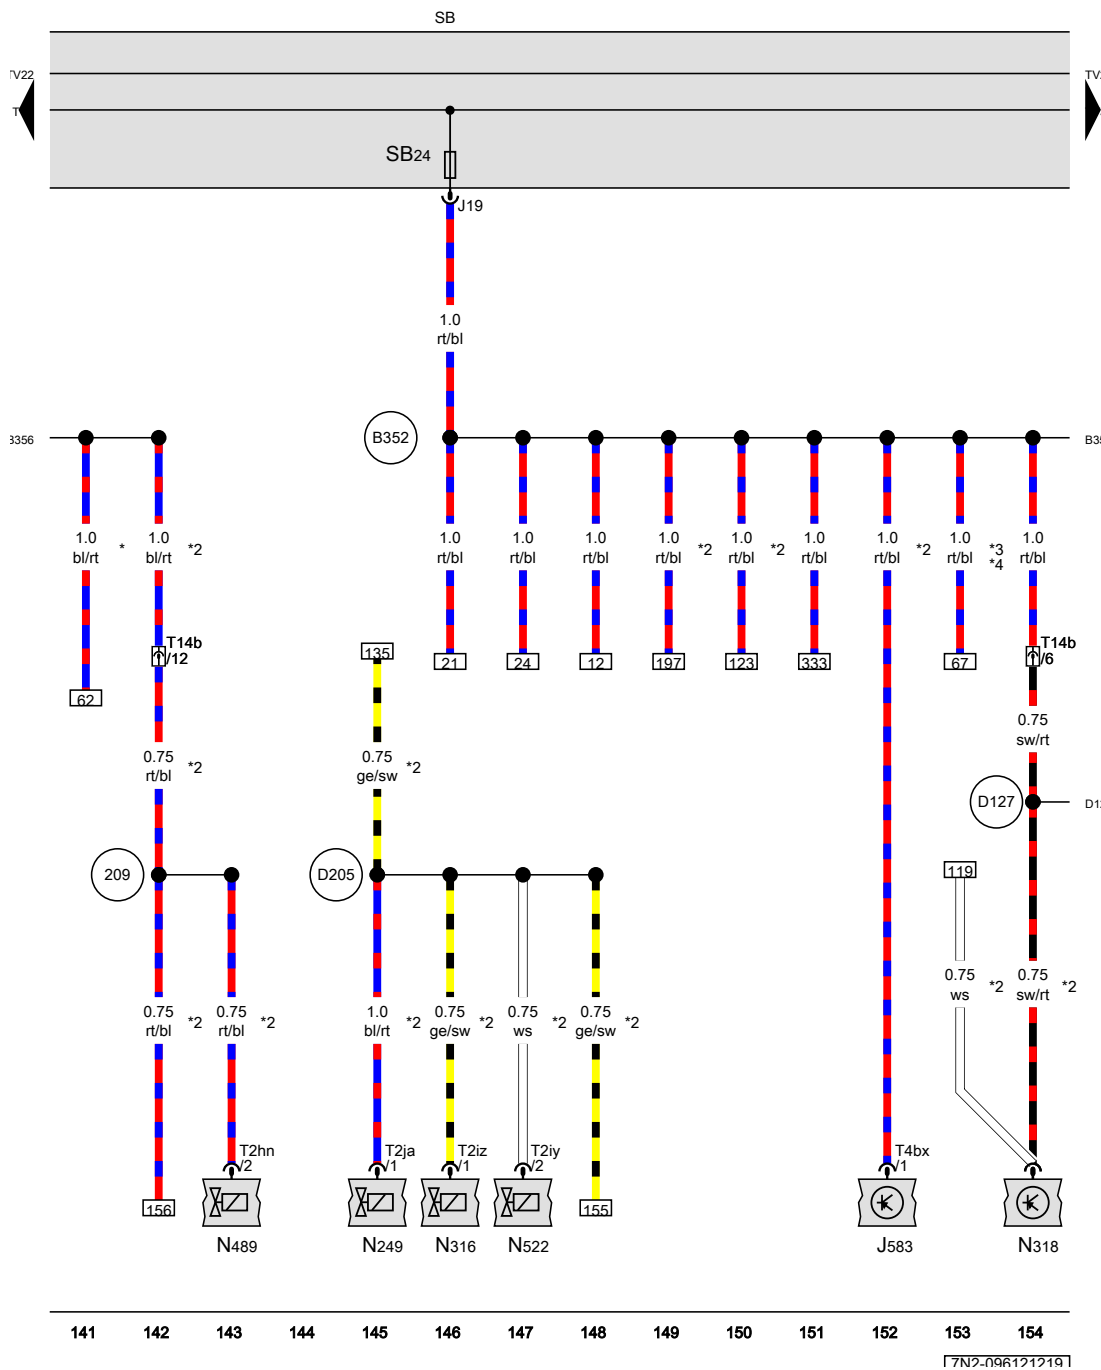 SB
TV22
SB24
J19
1.0
rt/bl
B356
B352
1.0 * 1.0 *2 1.0 1.0 1.0 1.0 *2 1.0 *2 1.0 1.0 *2 1.0 *3 1.0
*4
bl/rt bl/rt rt/bl rt/bl rt/bl rt/bl rt/bl rt/bl rt/bl rt/bl rt/bl
T14b
/12
T14b
/6
135 21 24 12 197 123 333 67
62
0.75
sw/rt
0.75 *2 0.75 *2
rt/bl ge/sw
D127
209 D205 119
0.75 *2 0.75 *2
ws sw/rt
0.75 *2 0.75 *2 1.0 *2 0.75 *2 0.75 *2 0.75 *2
rt/bl rt/bl bl/rt ge/sw ws ge/sw
T2hn
/2
T2ja
/1
T2iz
/1
T2iy
/2
T4bx
/1
156 155
N489 N249 N316 N522 J583 N318
141 142 143 144 145 146 147 148 149 150 151 152 153 154
7N2-096121219